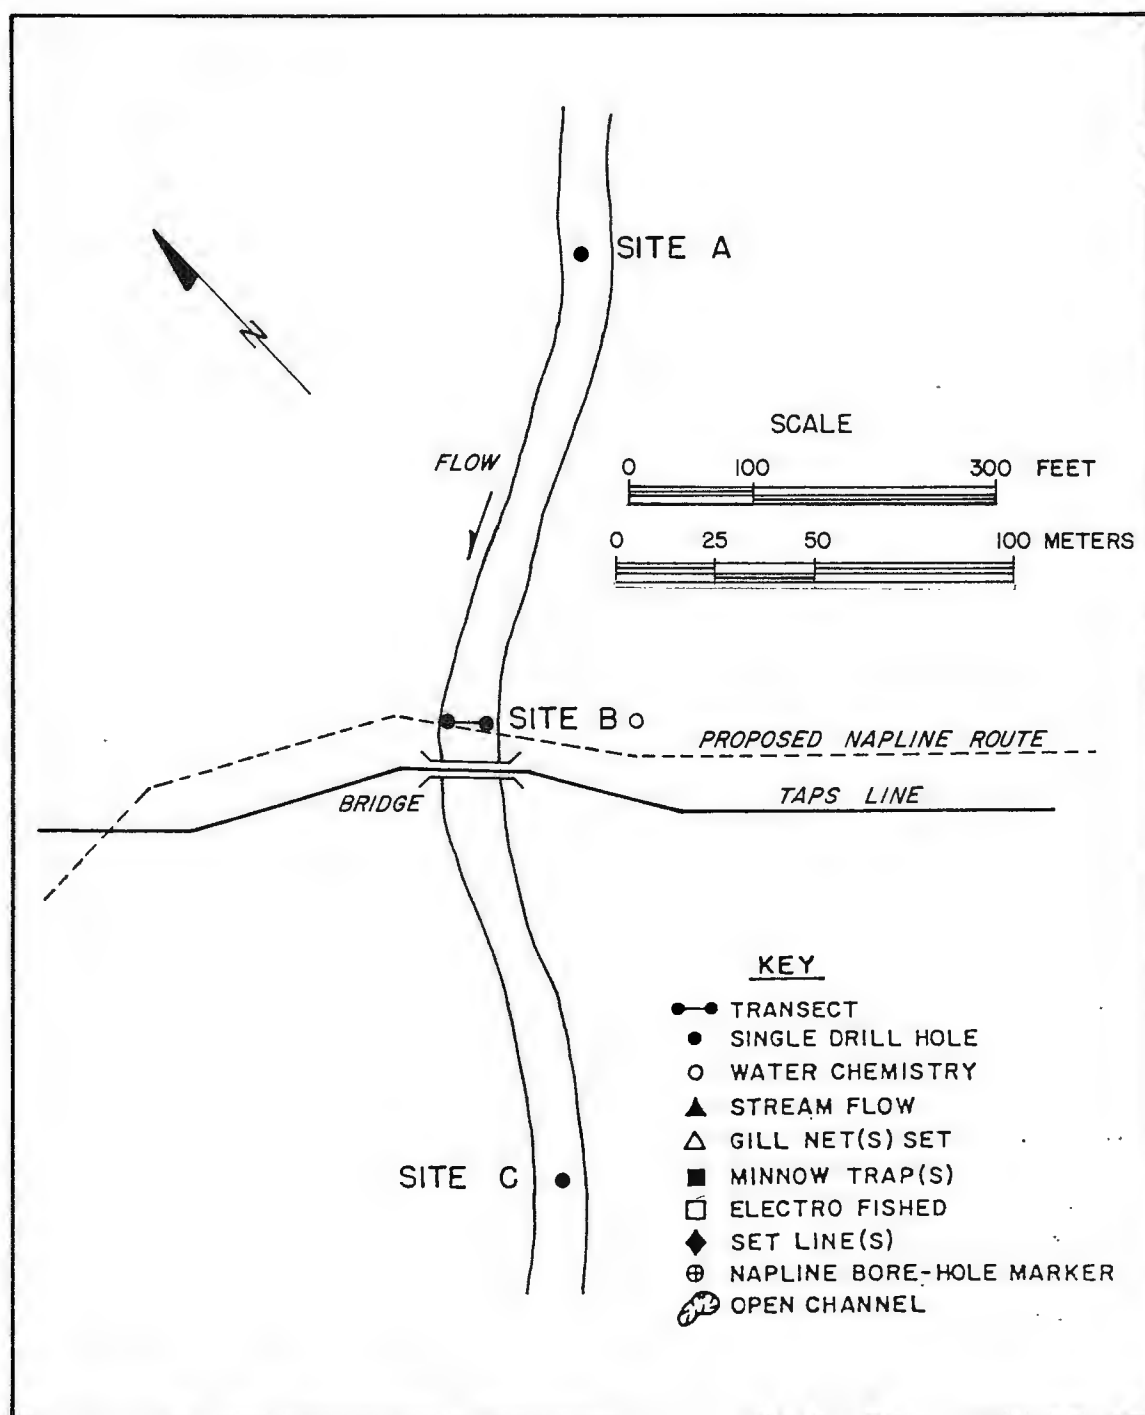 SITE A
N
SCALE
FLOW
0 100 300 FEET
0 25 50 100 METERS
SITE B
PROPOSED NAPLINE ROUTE
BRIDGE
TAPS LINE
KEY
TRANSECT
SINGLE DRILL HOLE
WATER CHEMISTRY
STREAM FLOW
GILL NET(S) SET
SITE C
MINNOW TRAP(S)
ELECTRO FISHED
SET LINE(S)
NAPLINE BORE-HOLE MARKER
OPEN CHANNEL